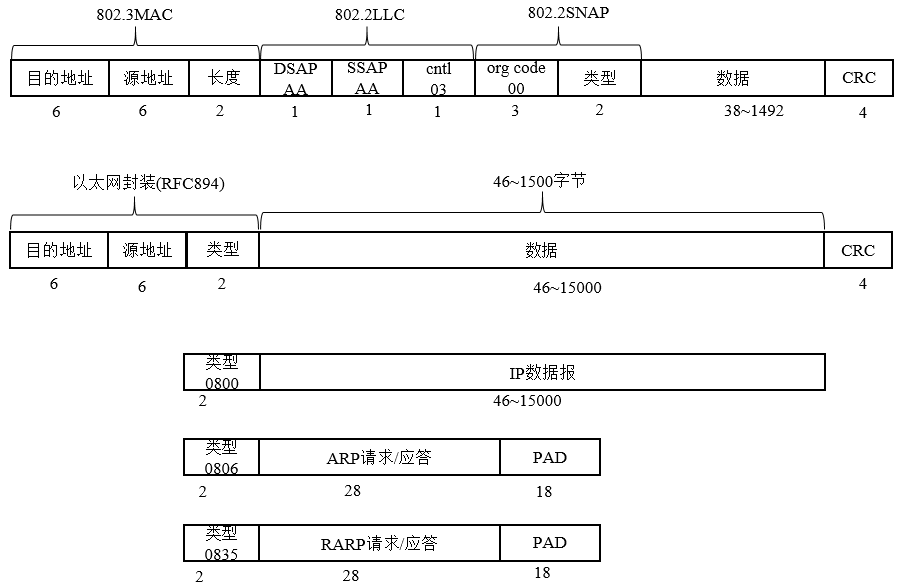 802.3MAC 802.2LLC 802.2SNAP
目的地址 源地址 长度 DSAP AA SSAP AA cntl 03 org code 00 类型 数据 CRC
6 6 2 1 1 1 3 2 38~1492 4
以太网封装(RFC894) 46~1500字节
目的地址 源地址 类型 数据 CRC
6 6 2 46~15000 4
类型 0800 IP数据报
2 46~15000
类型 0806 ARP请求/应答 PAD
2 28 18
类型 0835 RARP请求/应答 PAD
2 28 18